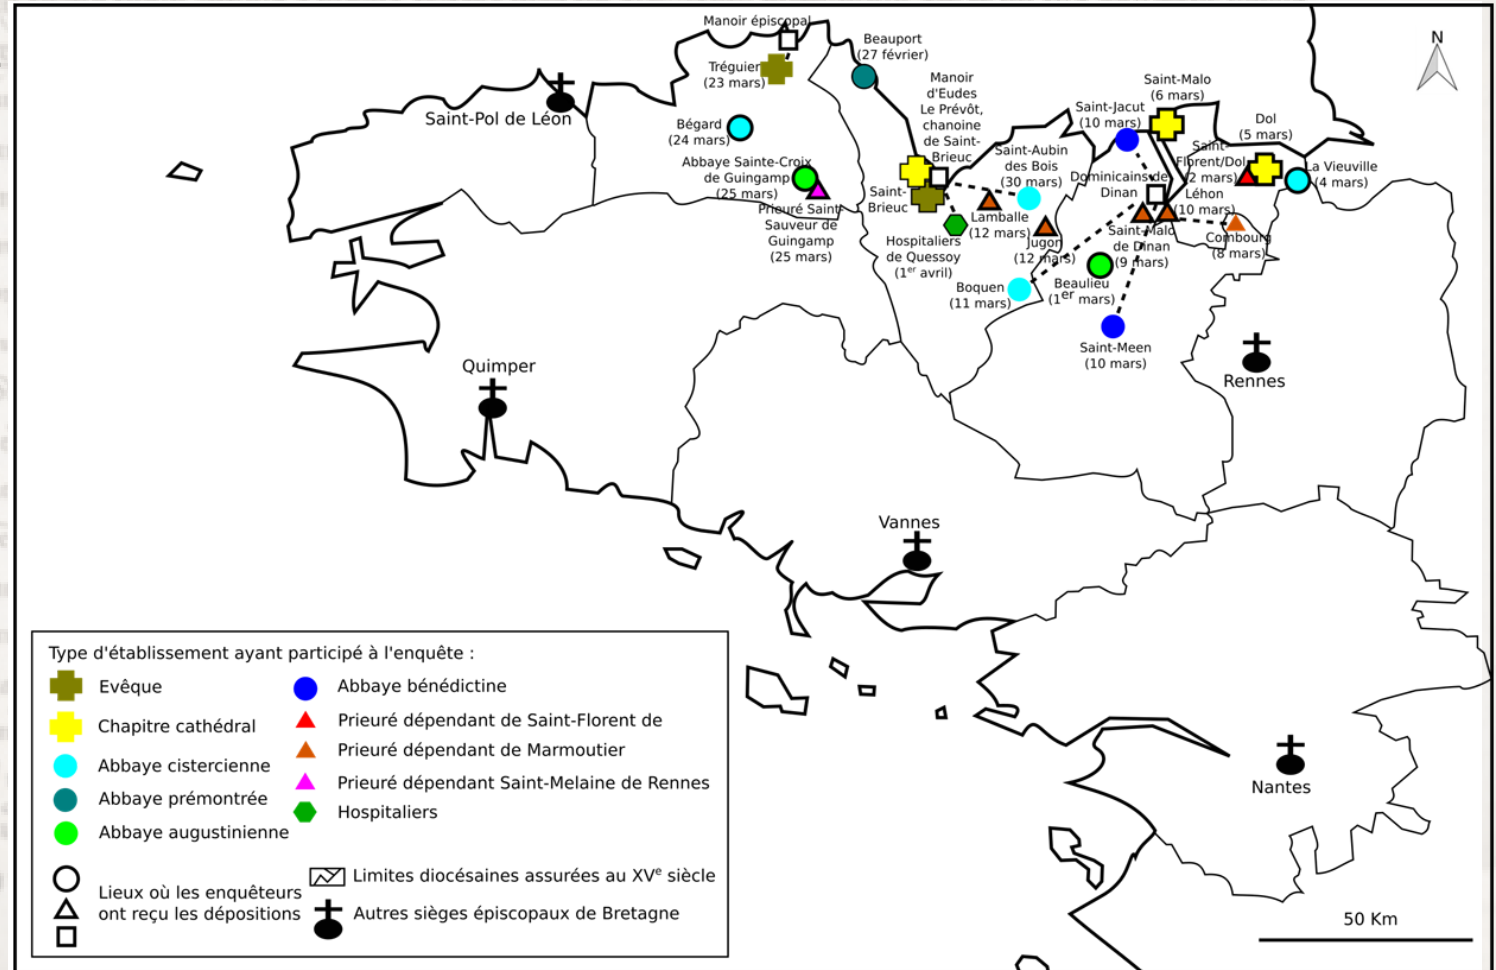 Manoir épiscopal
Tréguier
(23 mars)
Beauport
(27 février)
N
Saint-Pol de Léon
Bégard
(24 mars)
Abbaye Sainte-Croix
de Guingamp
(25 mars)
Prieuré Saint-
Sauveur de
Guingamp
(25 mars)
Manoir
d'Eudes
Le Prévôt,
chanoine
de Saint-
Brieuc
Saint-
Brieuc
Hospitaliers
de Quessoy
(1er avril)
Saint-Aubin
des Bois
(30 mars)
Lamballe
(12 mars)
Jugon
(12 mars)
Boquen
(11 mars)
Saint-Jacut
(10 mars)
Saint-Malo
(6 mars)
Dominicains de
Dinan
Saint-
Florent/Dol
(2 mars)
Dol
(5 mars)
La Vieuville
(4 mars)
Léhon
(10 mars)
Saint-Malo
de Dinan
(9 mars)
Combourg
(8 mars)
Beaulieu
(1er mars)
Saint-Meen
(10 mars)
Quimper
Rennes
Vannes
Nantes
Type d'établissement ayant participé à l'enquête :
Evêque
Chapitre cathédral
Abbaye cistercienne
Abbaye prémontrée
Abbaye augustinienne
Abbaye bénédictine
Prieuré dépendant de Saint-Florent de
Prieuré dépendant de Marmoutier
Prieuré dépendant Saint-Melaine de Rennes
Hospitaliers
Lieux où les enquêteurs
ont reçu les dépositions
Limites diocésaines assurées au XVe siècle
Autres sièges épiscopaux de Bretagne
50 Km